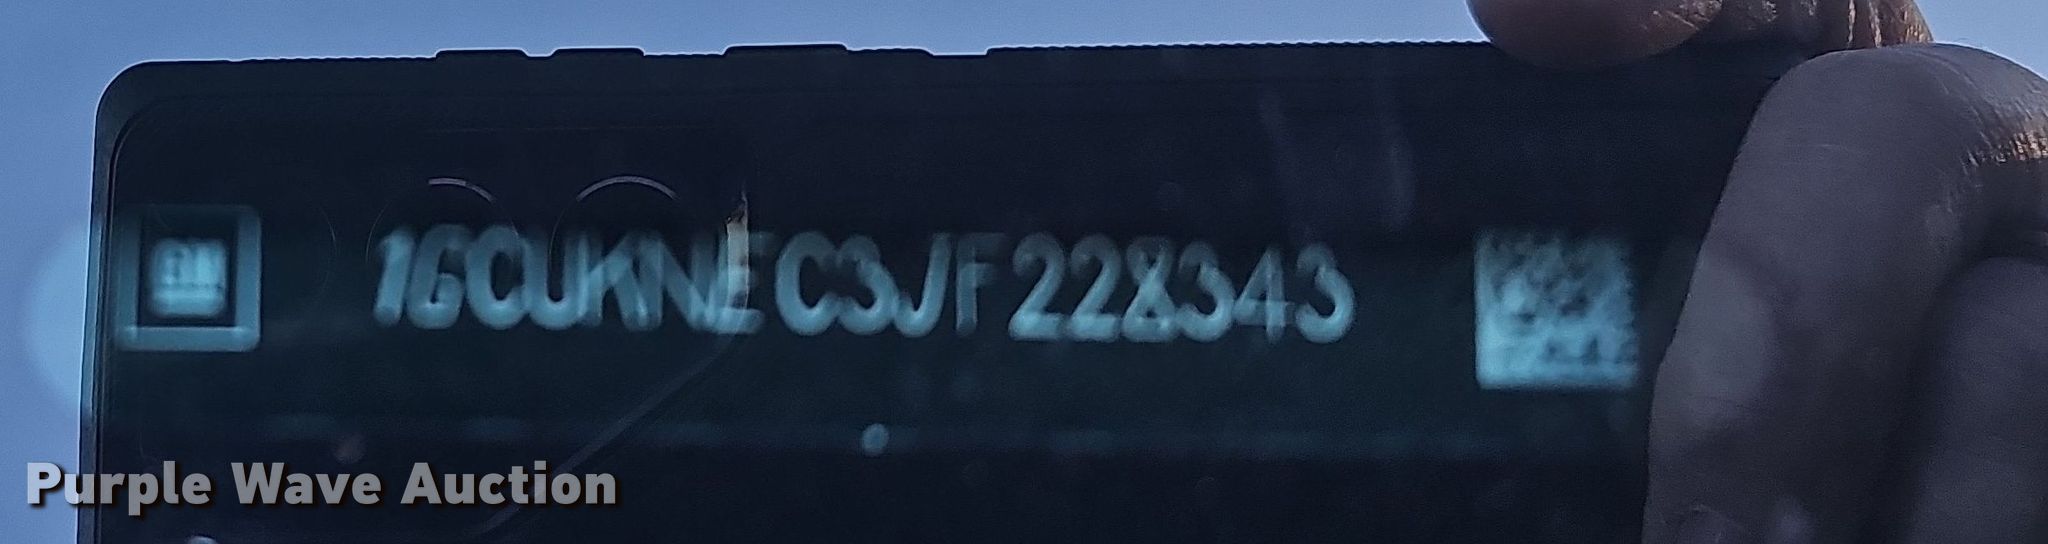 GM
1GCUKNEC3JF228343
Purple Wave Auction